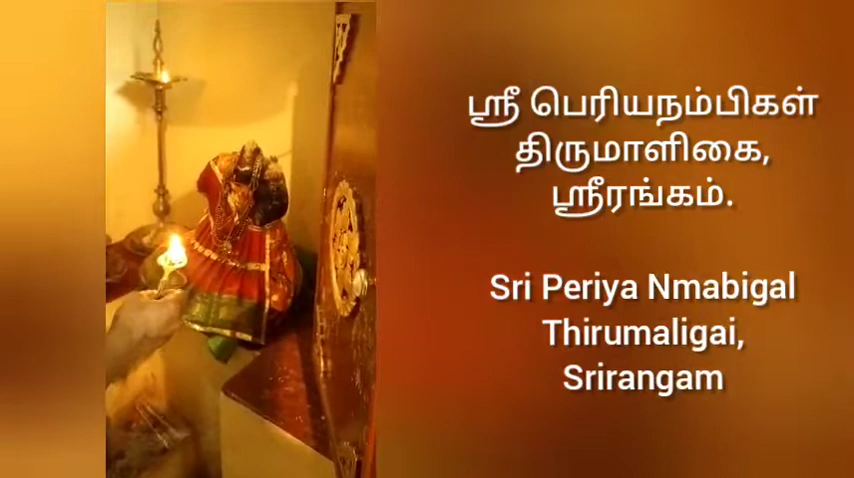 ஸ்ரீ பெரியநம்பிகள்
திருமாளிகை,
ஸ்ரீரங்கம்.
Sri Periya Nmabigal
Thirumaligai,
Srirangam